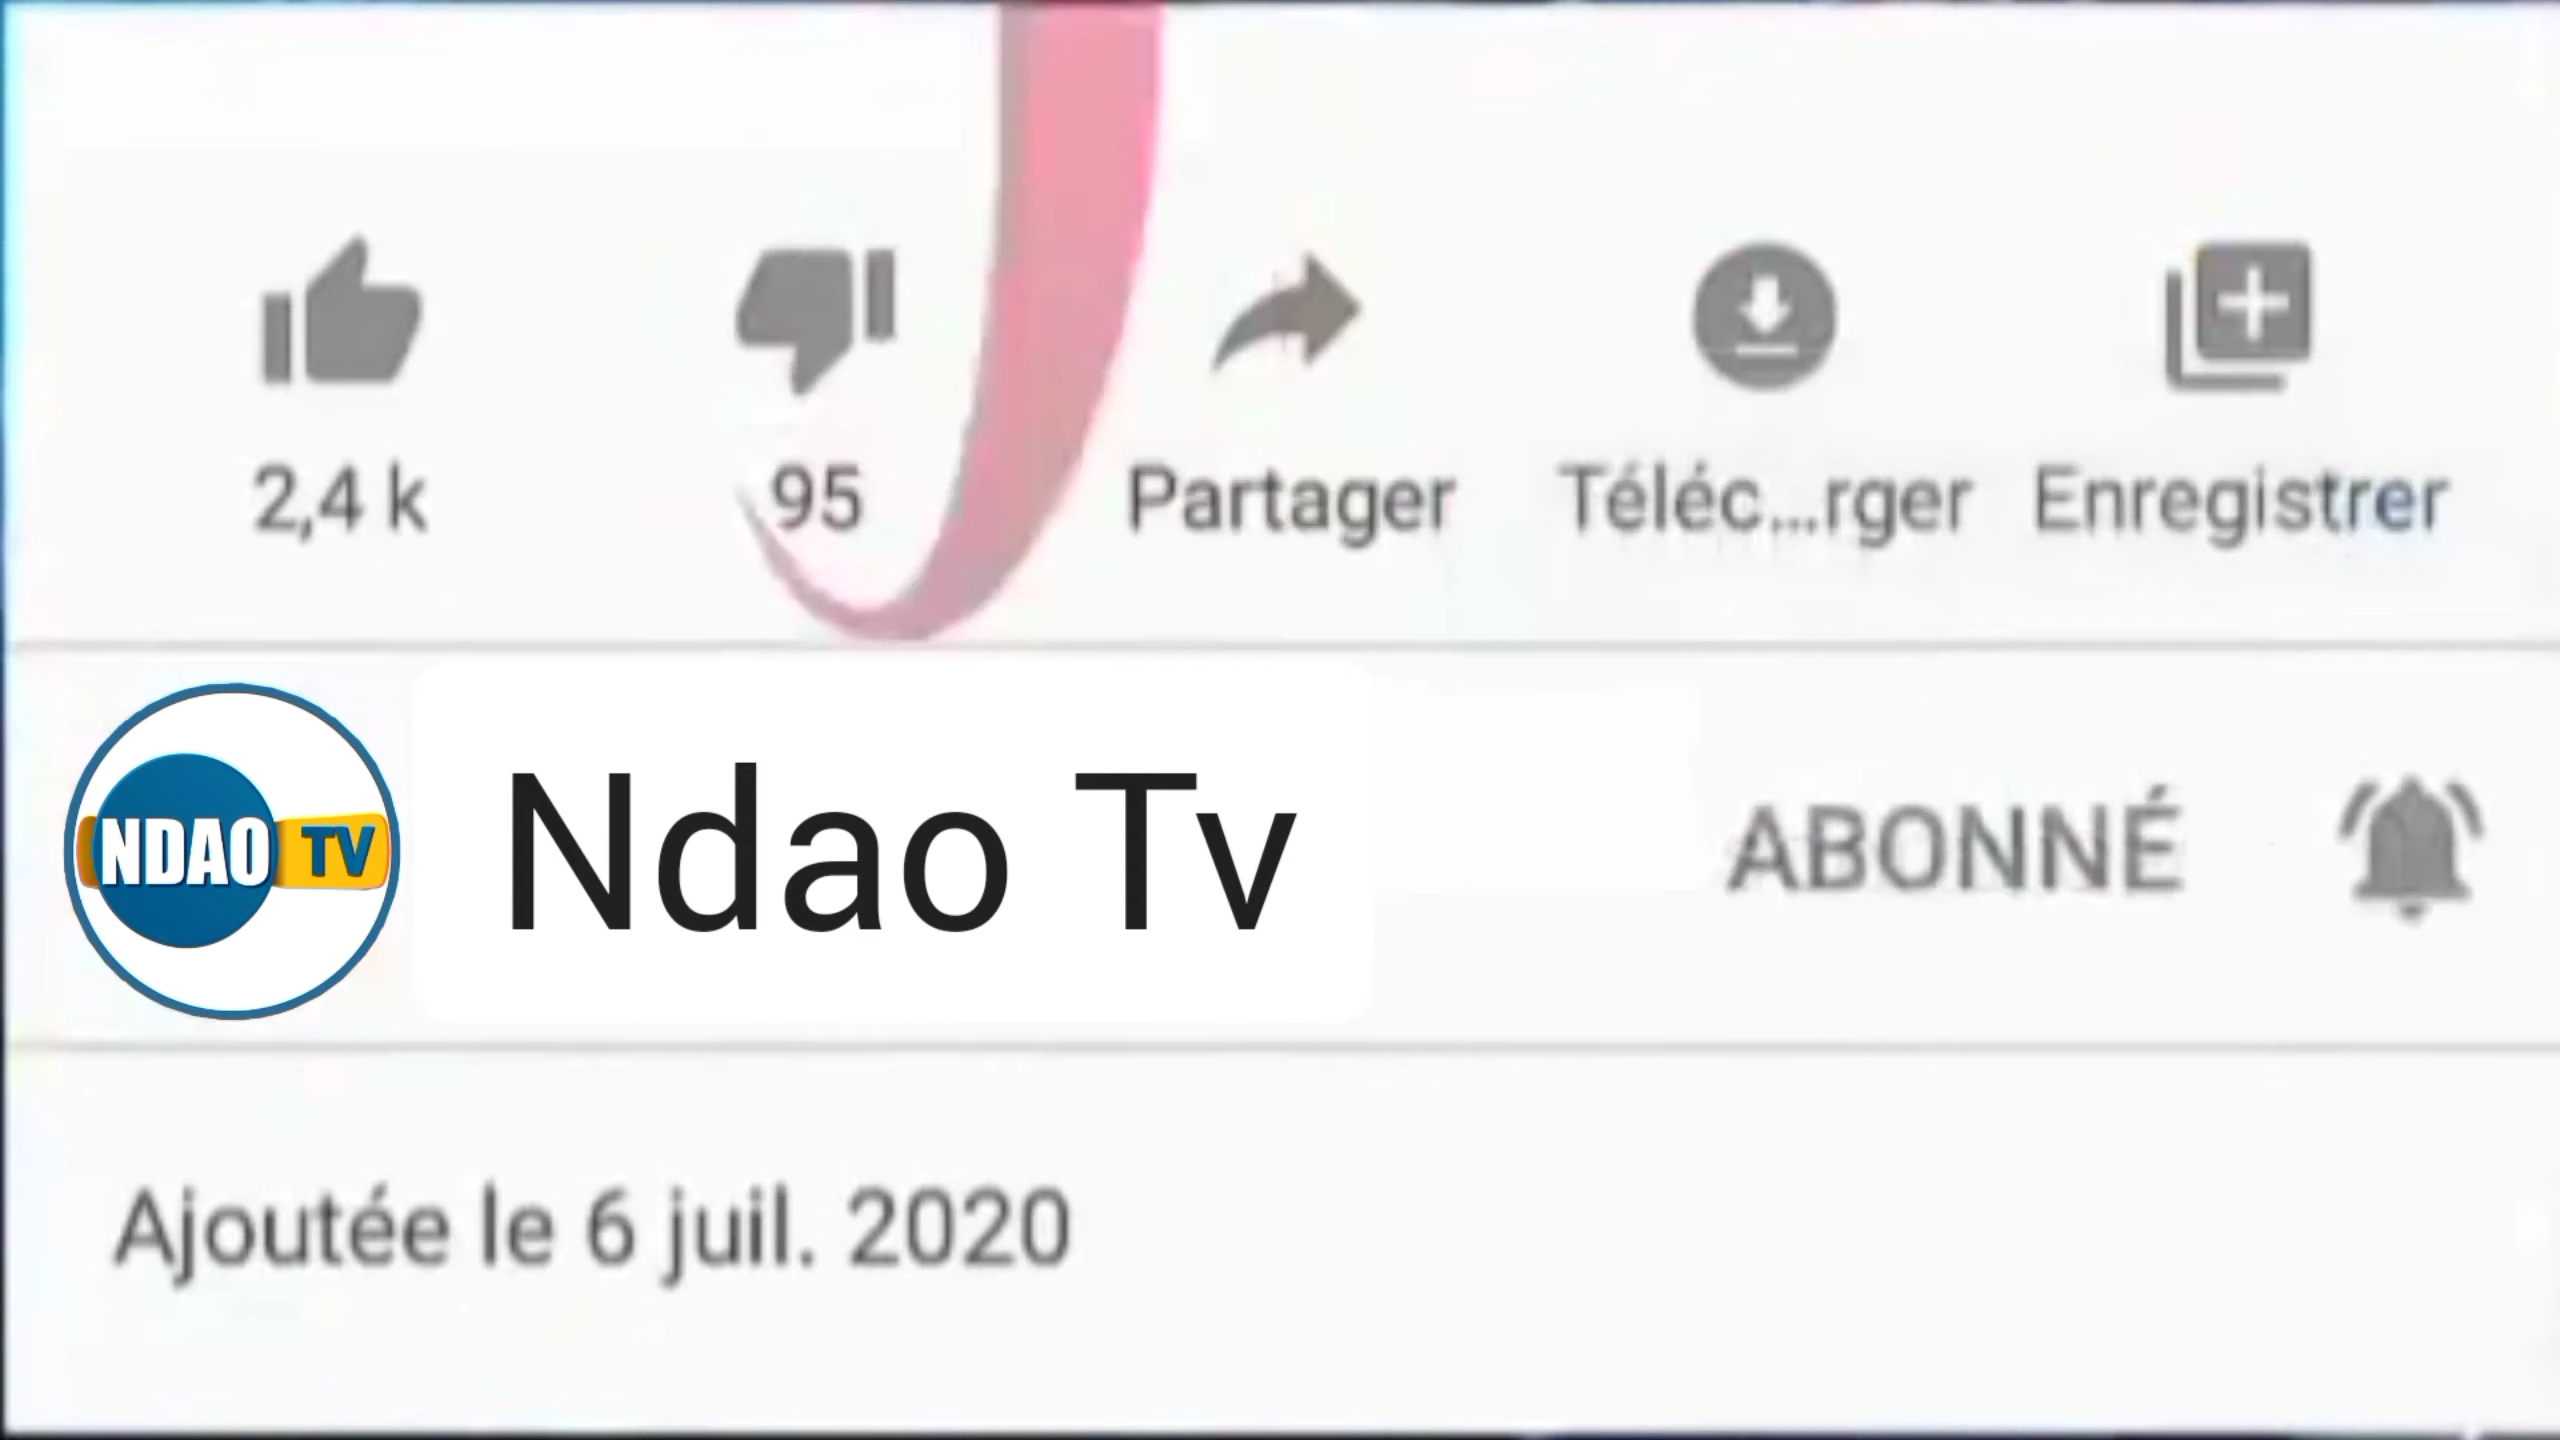 2,4 k 95 Partager Téléc...rger Enregistrer
NDAO TV
Ndao Tv
ABONNÉ
Ajoutée le 6 juil. 2020